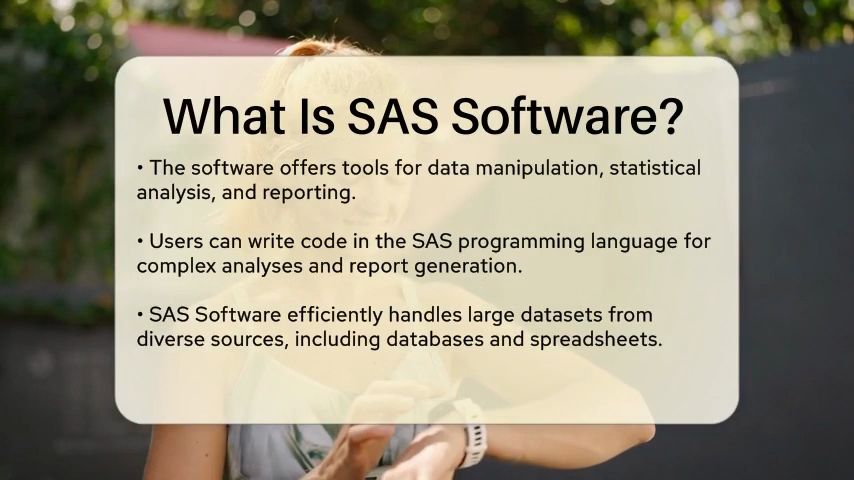 What Is SAS Software?
• The software offers tools for data manipulation, statistical
analysis, and reporting.
• Users can write code in the SAS programming language for
complex analyses and report generation.
• SAS Software efficiently handles large datasets from
diverse sources, including databases and spreadsheets.